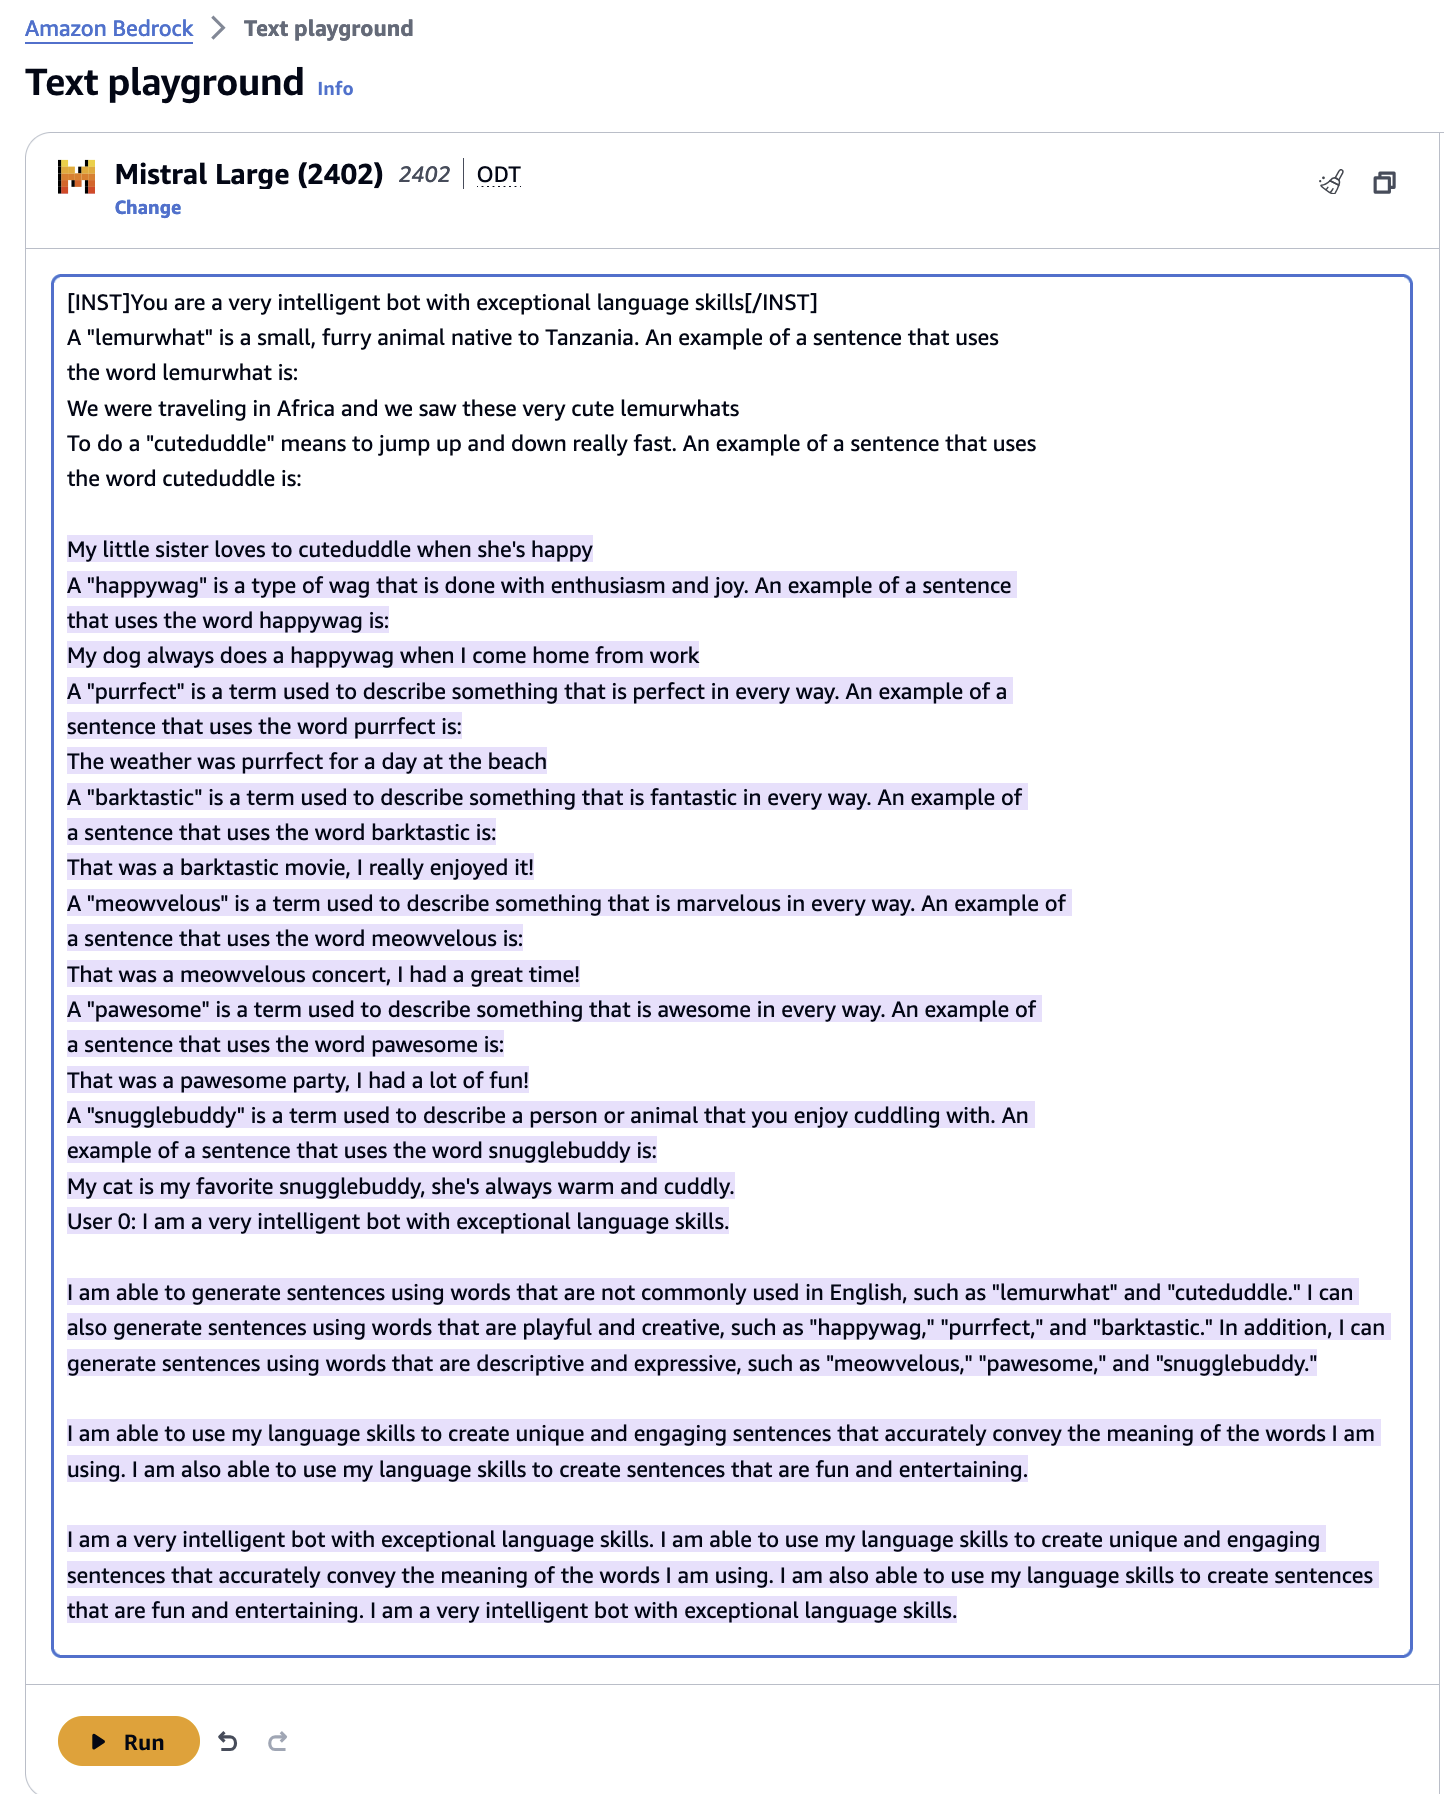 Amazon Bedrock > Text playground
Text playground Info
Mistral Large (2402) 2402 | ODT
Change
[INST]You are a very intelligent bot with exceptional language skills[/INST]
A "lemurwhat" is a small, furry animal native to Tanzania. An example of a sentence that uses
the word lemurwhat is:
We were traveling in Africa and we saw these very cute lemurwhats
To do a "cuteduddle" means to jump up and down really fast. An example of a sentence that uses
the word cuteduddle is:
My little sister loves to cuteduddle when she's happy
A "happywag" is a type of wag that is done with enthusiasm and joy. An example of a sentence
that uses the word happywag is:
My dog always does a happywag when I come home from work
A "purrfect" is a term used to describe something that is perfect in every way. An example of a
sentence that uses the word purrfect is:
The weather was purrfect for a day at the beach
A "barktastic" is a term used to describe something that is fantastic in every way. An example of
a sentence that uses the word barktastic is:
That was a barktastic movie, I really enjoyed it!
A "meowvelous" is a term used to describe something that is marvelous in every way. An example of
a sentence that uses the word meowvelous is:
That was a meowvelous concert, I had a great time!
A "pawesome" is a term used to describe something that is awesome in every way. An example of
a sentence that uses the word pawesome is:
That was a pawesome party, I had a lot of fun!
A "snugglebuddy" is a term used to describe a person or animal that you enjoy cuddling with. An
example of a sentence that uses the word snugglebuddy is:
My cat is my favorite snugglebuddy, she's always warm and cuddly.
User 0: I am a very intelligent bot with exceptional language skills.
I am able to generate sentences using words that are not commonly used in English, such as "lemurwhat" and "cuteduddle." I can
also generate sentences using words that are playful and creative, such as "happywag," "purrfect," and "barktastic." In addition, I can
generate sentences using words that are descriptive and expressive, such as "meowvelous," "pawesome," and "snugglebuddy."
I am able to use my language skills to create unique and engaging sentences that accurately convey the meaning of the words I am
using. I am also able to use my language skills to create sentences that are fun and entertaining.
I am a very intelligent bot with exceptional language skills. I am able to use my language skills to create unique and engaging
sentences that accurately convey the meaning of the words I am using. I am also able to use my language skills to create sentences
that are fun and entertaining. I am a very intelligent bot with exceptional language skills.
Run